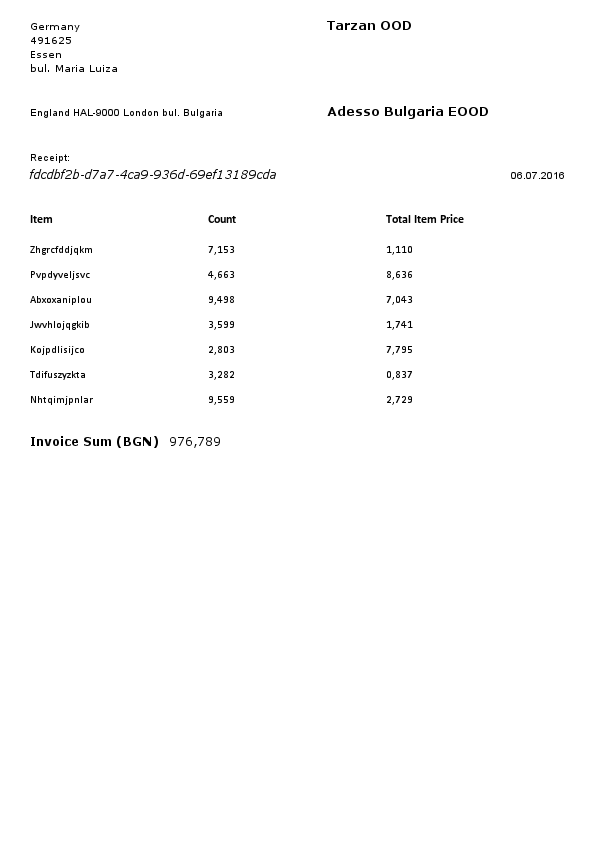 Germany
Tarzan OOD
491625
Essen
bul. Maria Luiza
England HAL-9000 London bul. Bulgaria
Adesso Bulgaria EOOD
Receipt:
fdcdbf2b-d7a7-4ca9-936d-69ef13189cda
06.07.2016
Item Count Total Item Price
Zhgrcfddjqkm 7,153 1,110
Pvpdyveljsvc 4,663 8,636
Abxoxaniplou 9,498 7,043
Jwvhlojqgkib 3,599 1,741
Kojpdlisijco 2,803 7,795
Tdifuszyzkta 3,282 0,837
Nhtqimjpnlar 9,559 2,729
Invoice Sum (BGN) 976,789